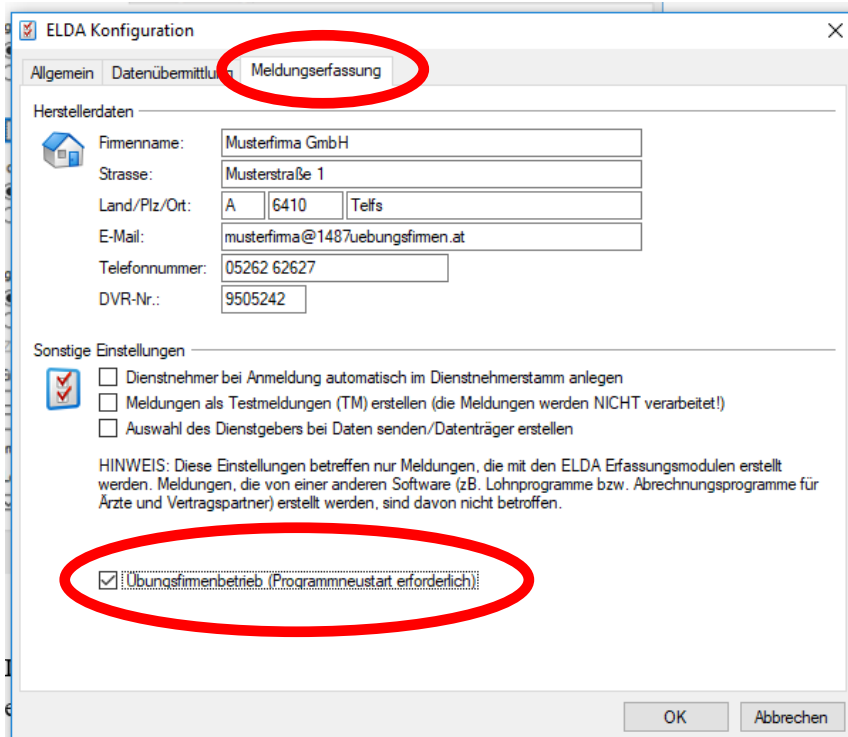 ELDA Konfiguration
Allgemein Datenübermittlung Meldungserfassung
Herstellerdaten
Firmenname: Musterfirma GmbH
Strasse: Musterstraße 1
Land/Plz/Ort: A 6410 Telfs
E-Mail: musterfirma@1487uebungsfirmen.at
Telefonnummer: 05262 62627
DVR-Nr.: 9505242
Sonstige Einstellungen
Dienstnehmer bei Anmeldung automatisch im Dienstnehmerstamm anlegen
Meldungen als Testmeldungen (TM) erstellen (die Meldungen werden NICHT verarbeitet!)
Auswahl des Dienstgebers bei Daten senden/Datenträger erstellen
HINWEIS: Diese Einstellungen betreffen nur Meldungen, die mit den ELDA Erfassungsmodulen erstellt
werden. Meldungen, die von einer anderen Software (zB. Lohnprogramme bzw. Abrechnungsprogramme für
Ärzte und Vertragspartner) erstellt werden, sind davon nicht betroffen.
Übungsfirmenbetrieb (Programmneustart erforderlich)
OK Abbrechen